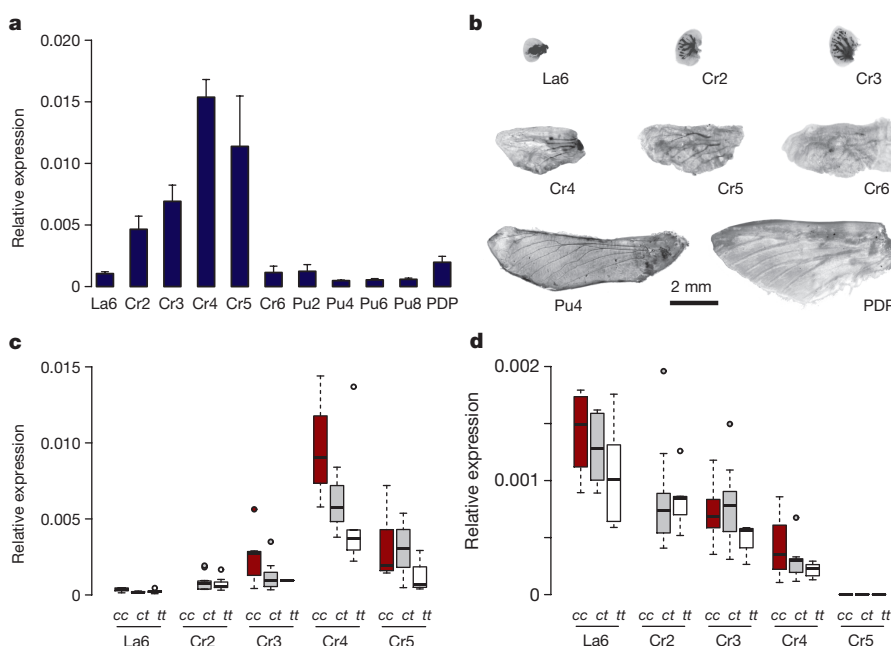 a
Relative expression
0.020
0.015
0.010
0.005
0
La6 Cr2 Cr3 Cr4 Cr5 Cr6 Pu2 Pu4 Pu6 Pu8 PDP
b
La6 Cr2 Cr3
Cr4 Cr5 Cr6
Pu4 2 mm PDP
c
Relative expression
0.015
0.010
0.005
0
cc ct tt cc ct tt cc ct tt cc ct tt cc ct tt
La6 Cr2 Cr3 Cr4 Cr5
d
Relative expression
0.002
0.001
0
cc ct tt cc ct tt cc ct tt cc ct tt cc ct tt
La6 Cr2 Cr3 Cr4 Cr5